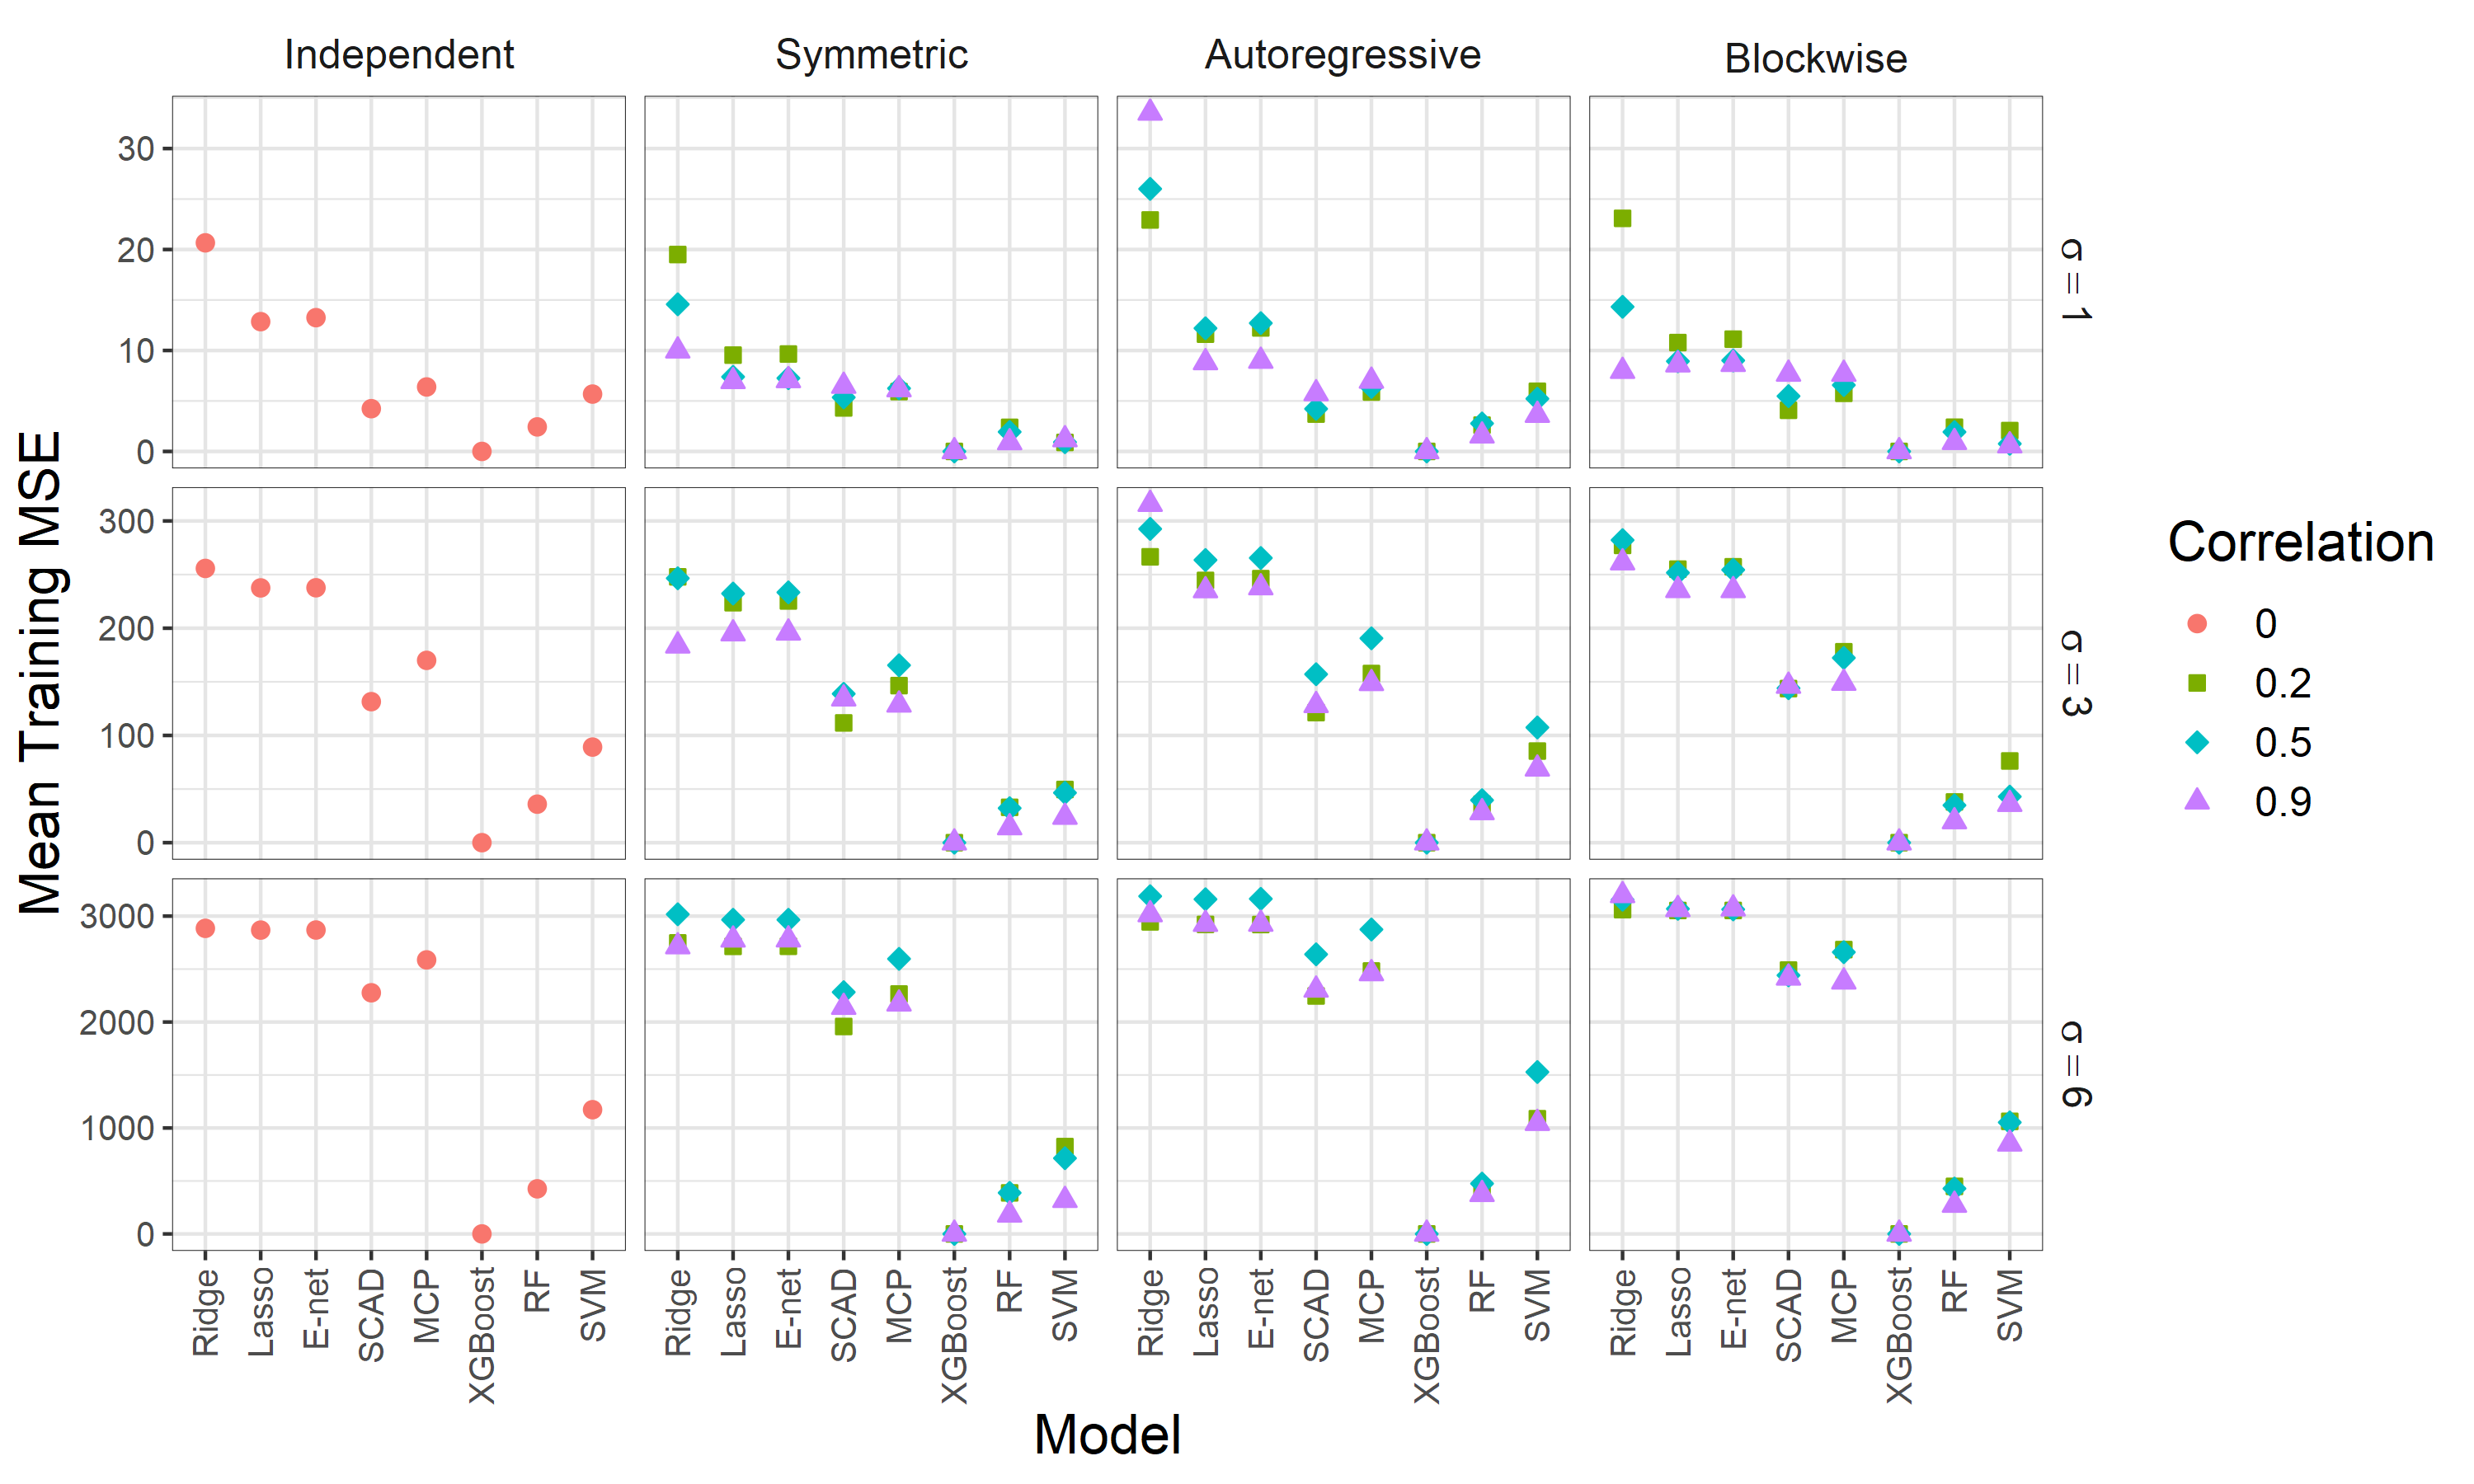 Independent
Symmetric
Autoregressive
Blockwise
Mean Training MSE
30
20
10
0
σ = 1
300
200
100
0
σ = 3
3000
2000
1000
0
σ = 6
Ridge
Lasso
E-net
SCAD
MCP
XGBoost
RF
SVM
Ridge
Lasso
E-net
SCAD
MCP
XGBoost
RF
SVM
Ridge
Lasso
E-net
SCAD
MCP
XGBoost
RF
SVM
Ridge
Lasso
E-net
SCAD
MCP
XGBoost
RF
SVM
Model
Correlation
0
0.2
0.5
0.9